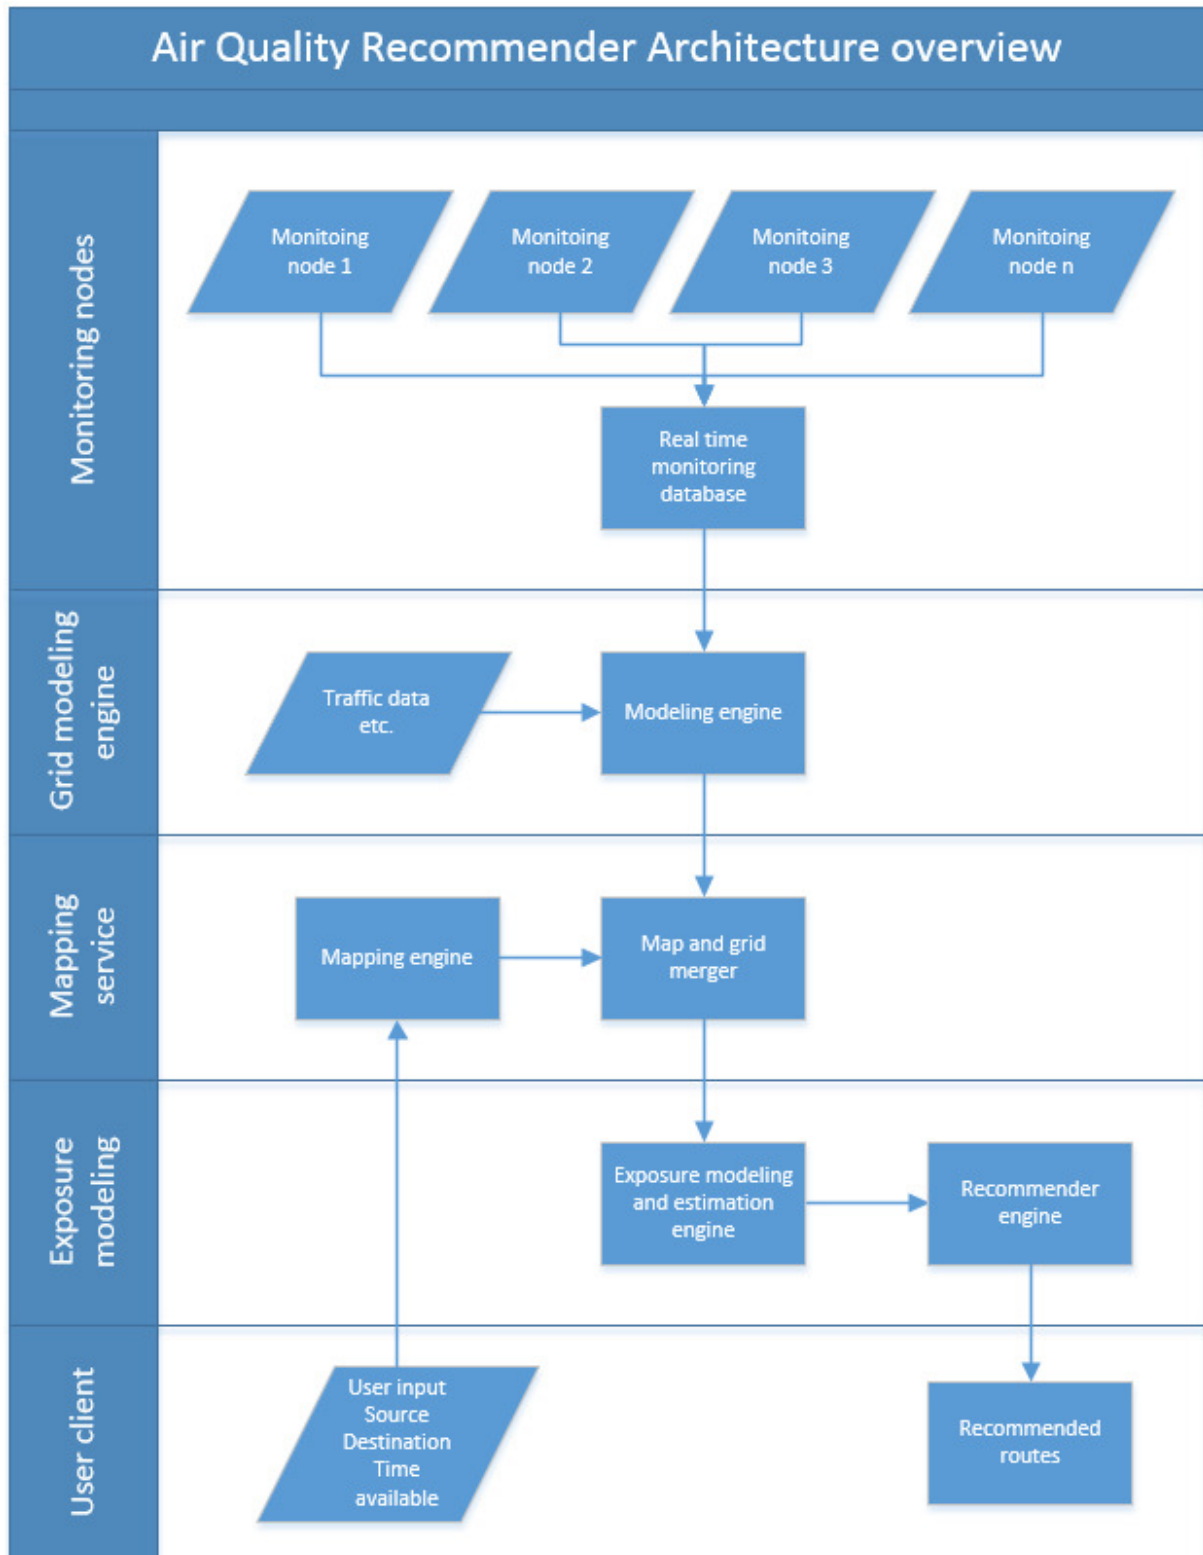 Air Quality Recommender Architecture overview
Monitoring nodes
Monitoing
node 1
Monitoing
node 2
Monitoing
node 3
Monitoing
node n
Real time
monitoring
database
Grid modeling
engine
Traffic data
etc.
Modeling engine
Mapping
service
Mapping engine
Map and grid
merger
Exposure
modeling
Exposure modeling
and estimation
engine
Recommender
engine
User client
User input
Source
Destination
Time
available
Recommended
routes